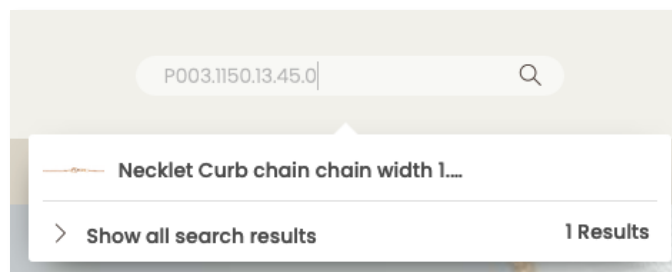 P003.1150.13.45.0
Necklet Curb chain chain width 1....
Show all search results
1 Results